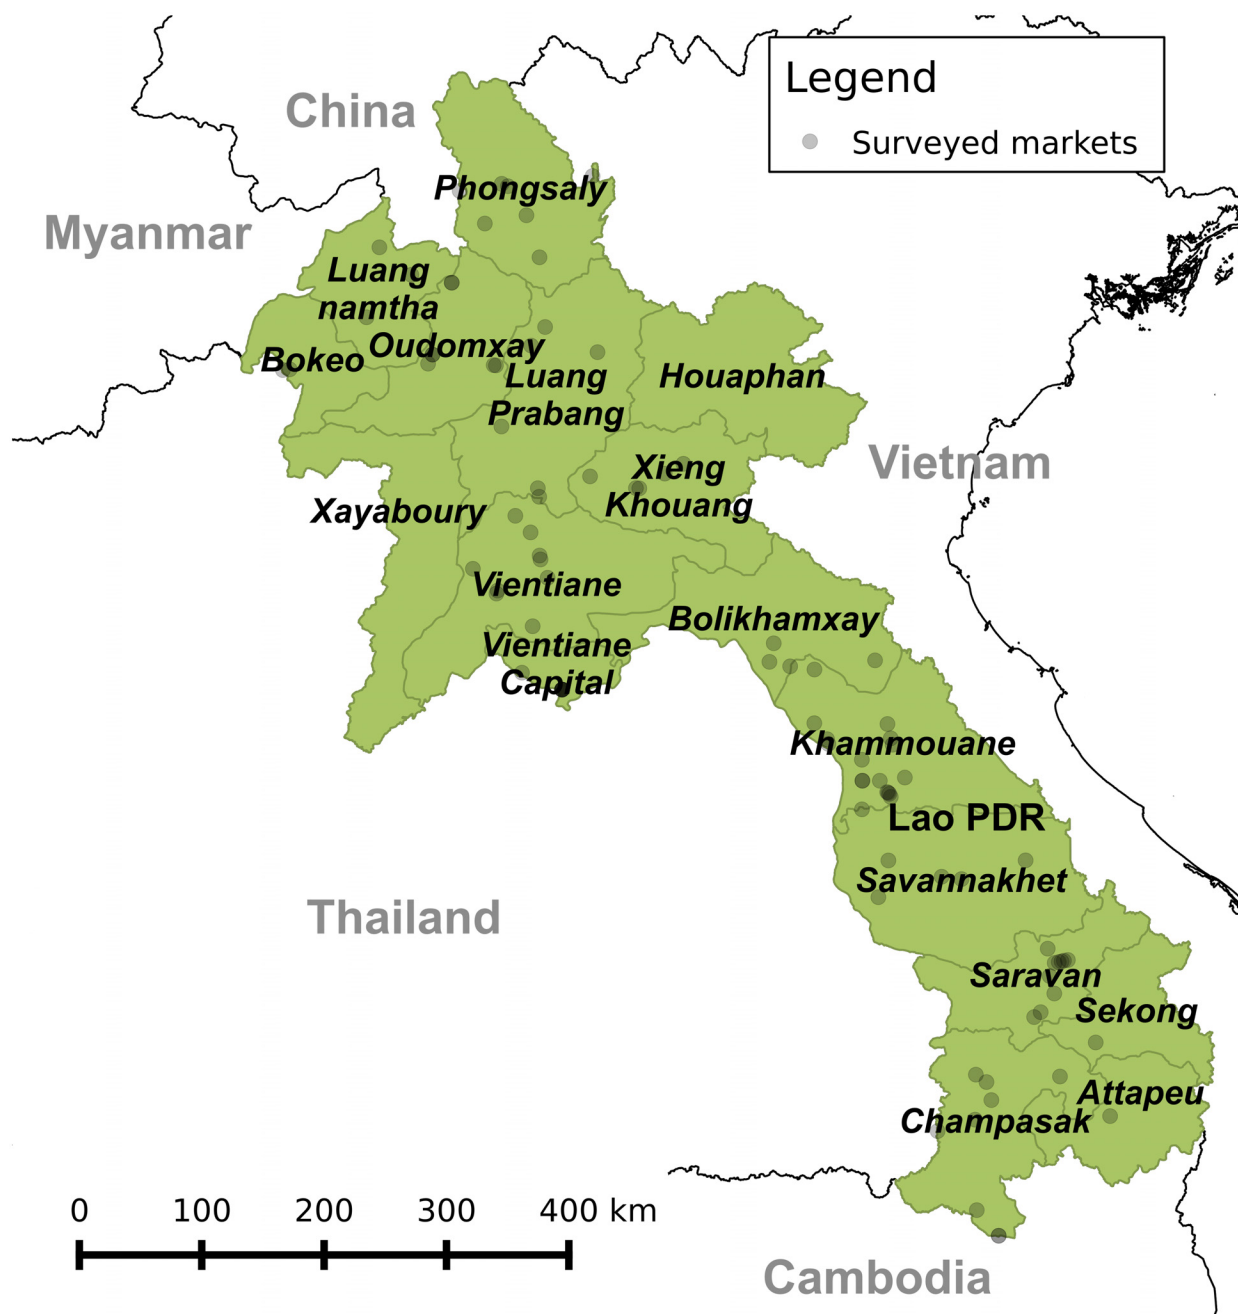 Legend
Surveyed markets
China
Phongsaly
Myanmar
Luang
namtha
Oudomxay
Bokeo
Luang
Prabang
Houaphan
Vietnam
Xieng
Khouang
Xayaboury
Vientiane
Bolikhamxay
Vientiane
Capital
Khammouane
Lao PDR
Savannakhet
Thailand
Saravan
Sekong
Attapeu
Champasak
0 100 200 300 400 km
Cambodia